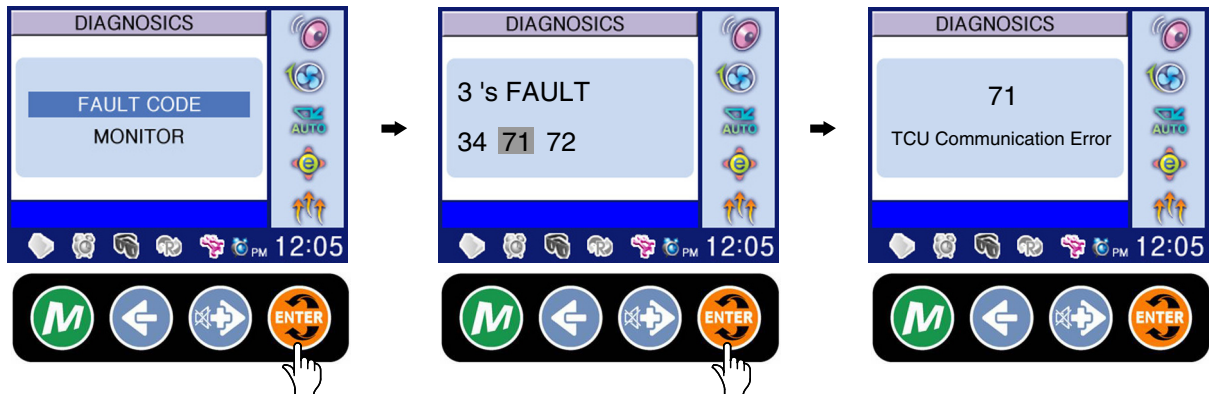 DIAGNOSICS
FAULT CODE
MONITOR
AUTO
e
PM 12:05
M
ENTER
DIAGNOSICS
3 's FAULT
34 71 72
AUTO
e
PM 12:05
M
ENTER
DIAGNOSICS
71
TCU Communication Error
AUTO
e
PM 12:05
M
ENTER